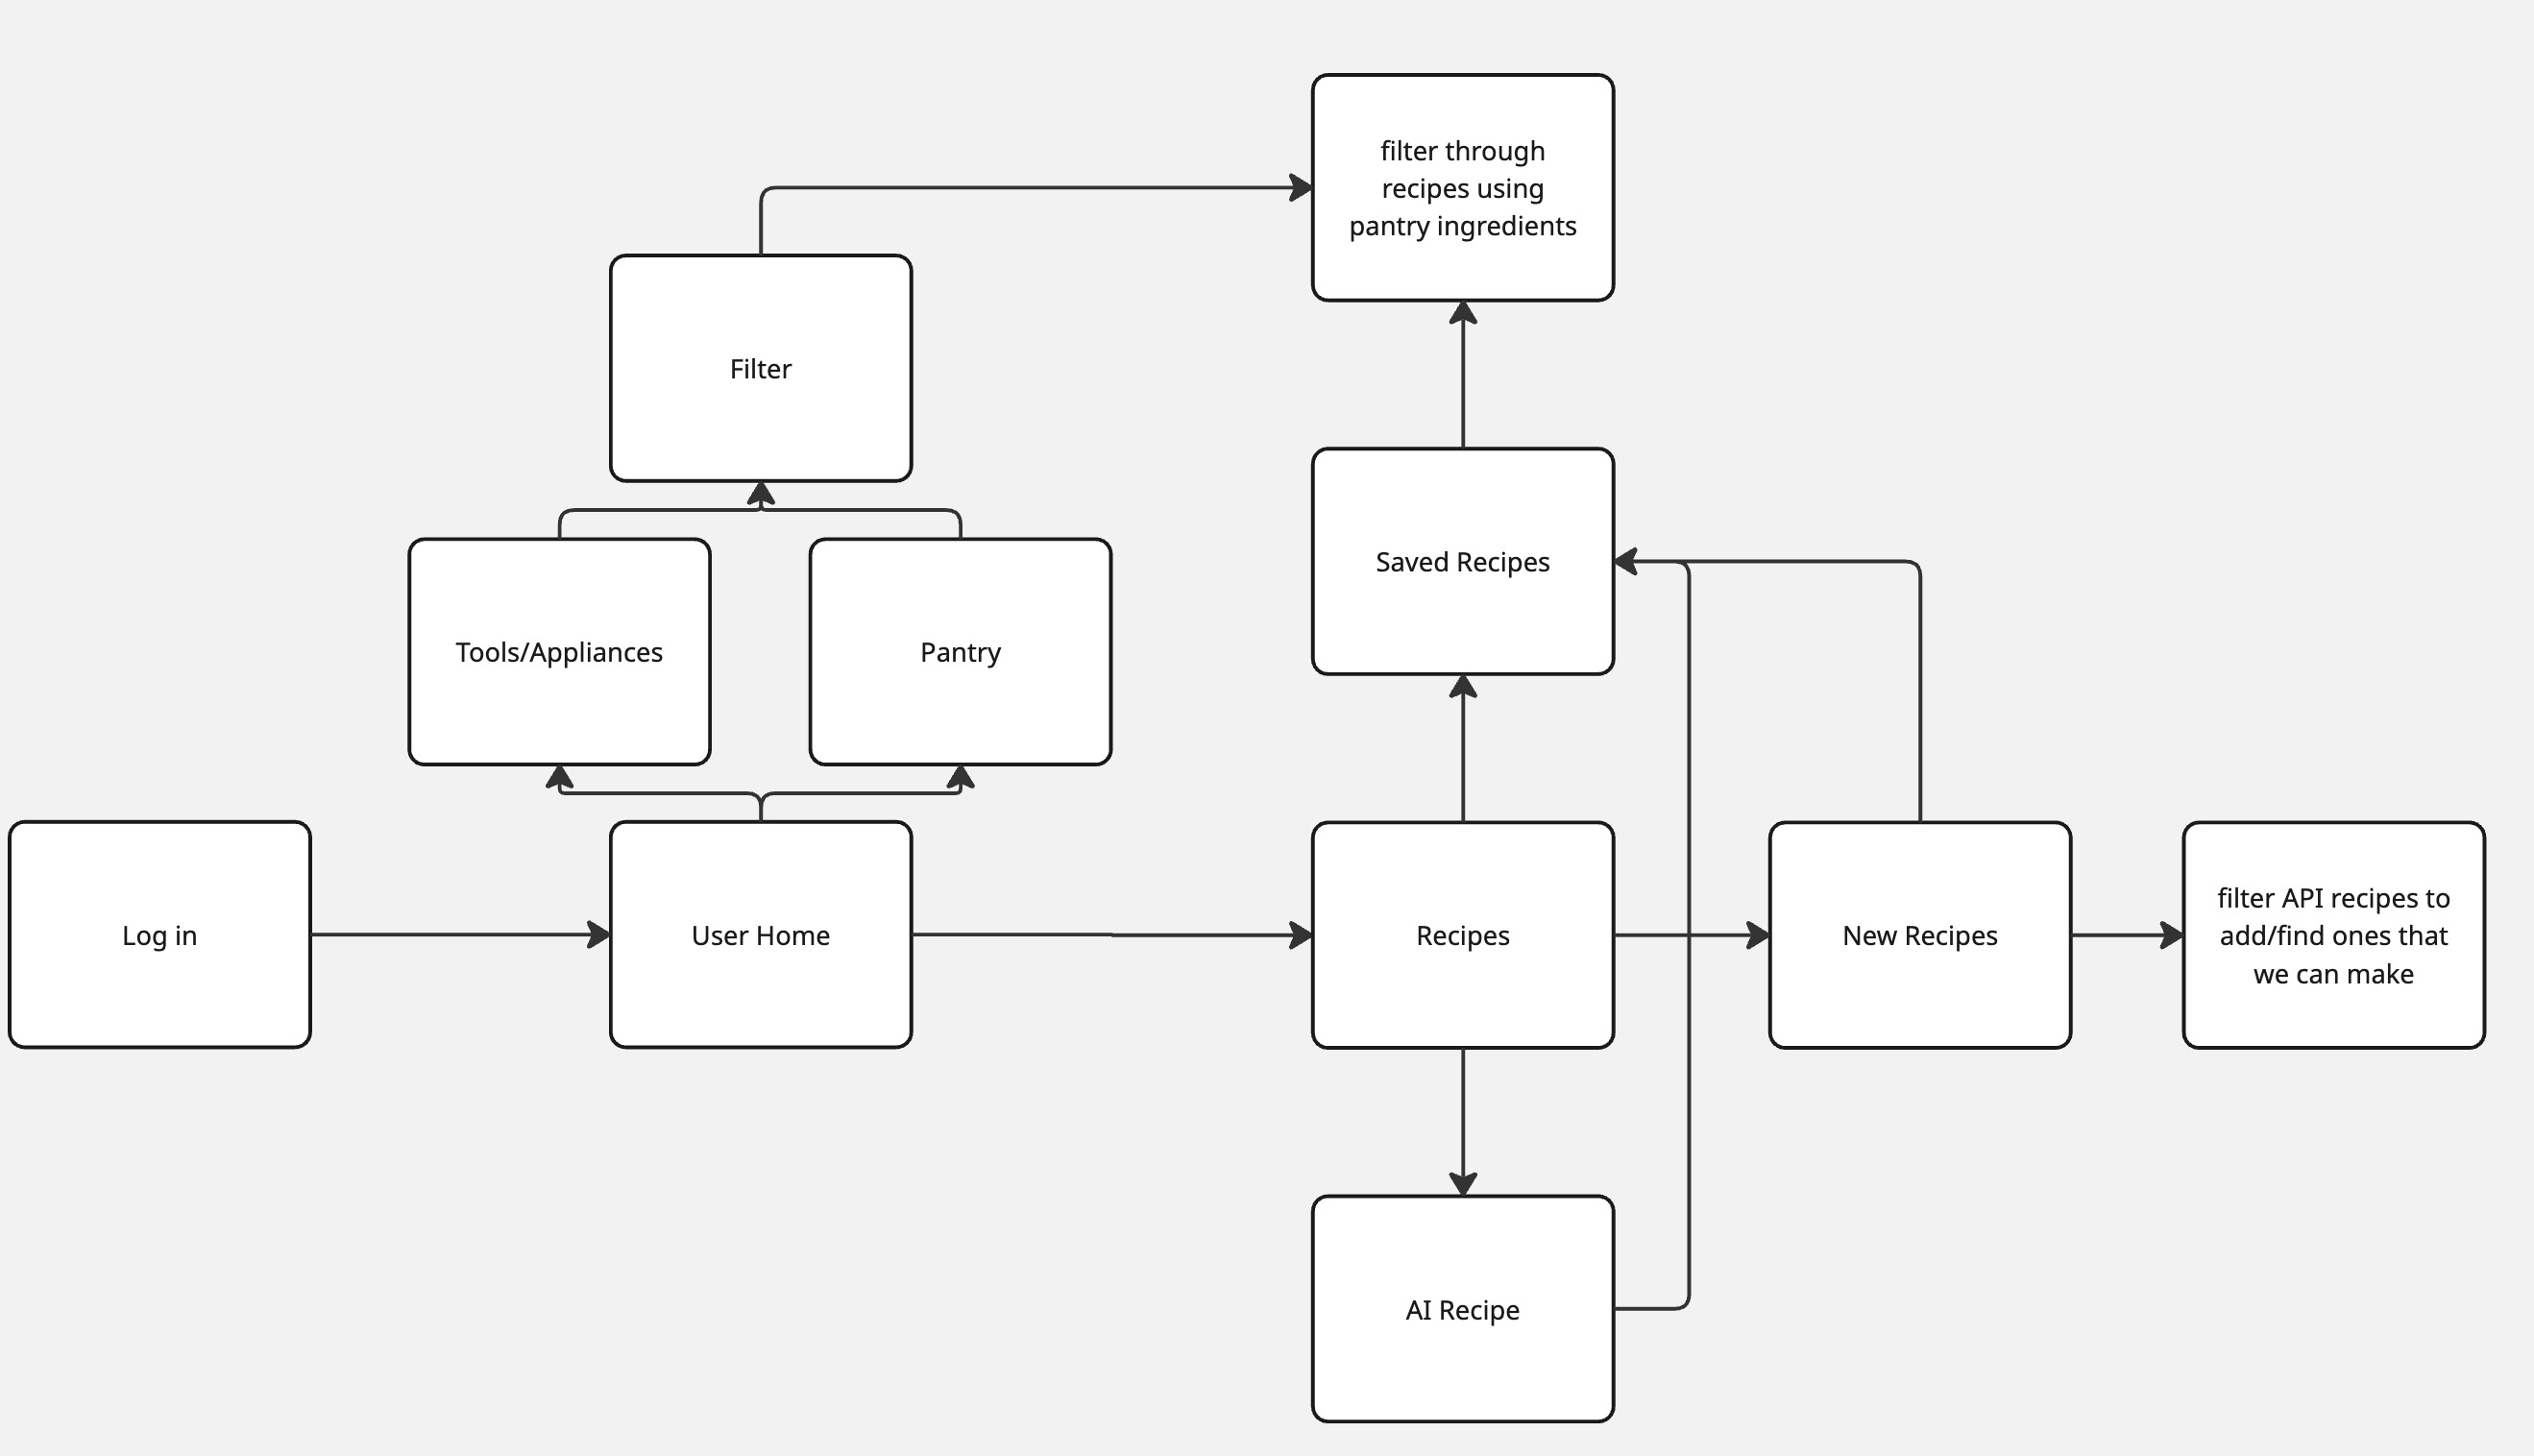 filter through
recipes using
pantry ingredients
Filter
Saved Recipes
Tools/Appliances
Pantry
Log in
User Home
Recipes
New Recipes
filter API recipes to
add/find ones that
we can make
AI Recipe